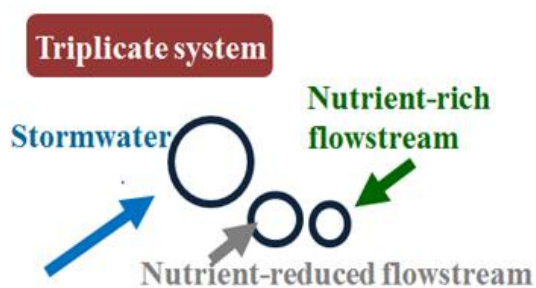 Triplicate system
Nutrient-rich
flowstream
Stormwater
Nutrient-reduced flowstream